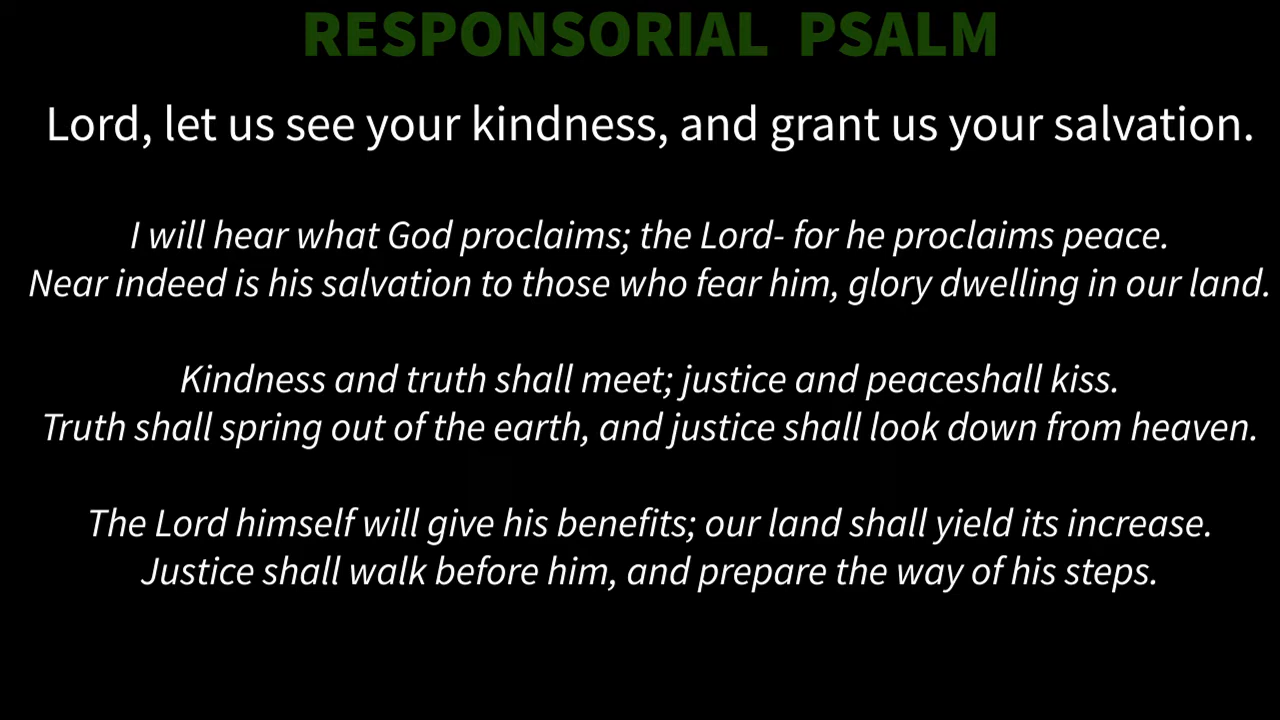 RESPONSORIAL PSALM
Lord, let us see your kindness, and grant us your salvation.
I will hear what God proclaims; the Lord- for he proclaims peace.
Near indeed is his salvation to those who fear him, glory dwelling in our land.
Kindness and truth shall meet; justice and peaceshall kiss.
Truth shall spring out of the earth, and justice shall look down from heaven.
The Lord himself will give his benefits; our land shall yield its increase.
Justice shall walk before him, and prepare the way of his steps.